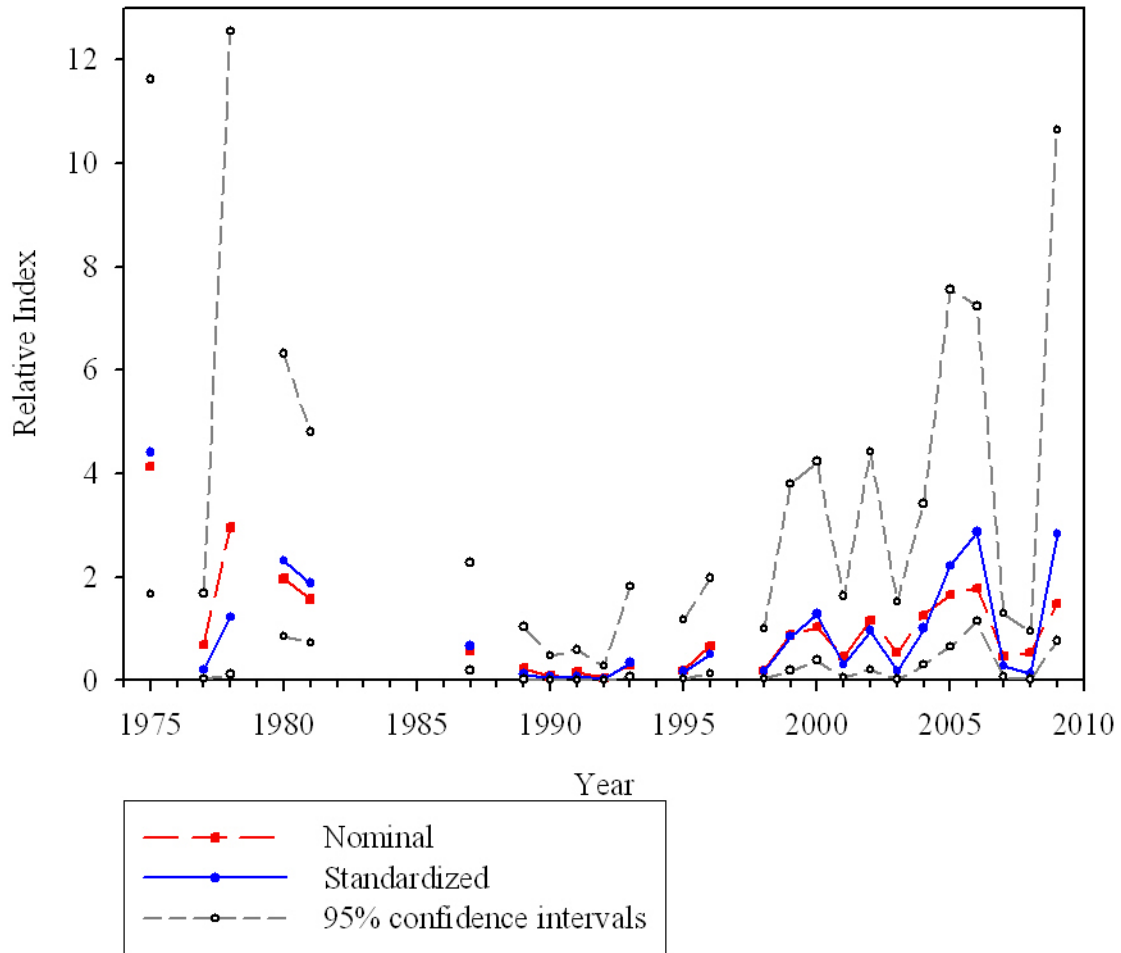 12
10
8
6
4
2
0
Relative Index
1975 1980 1985 1990 1995 2000 2005 2010
Year
Nominal
Standardized
95% confidence intervals